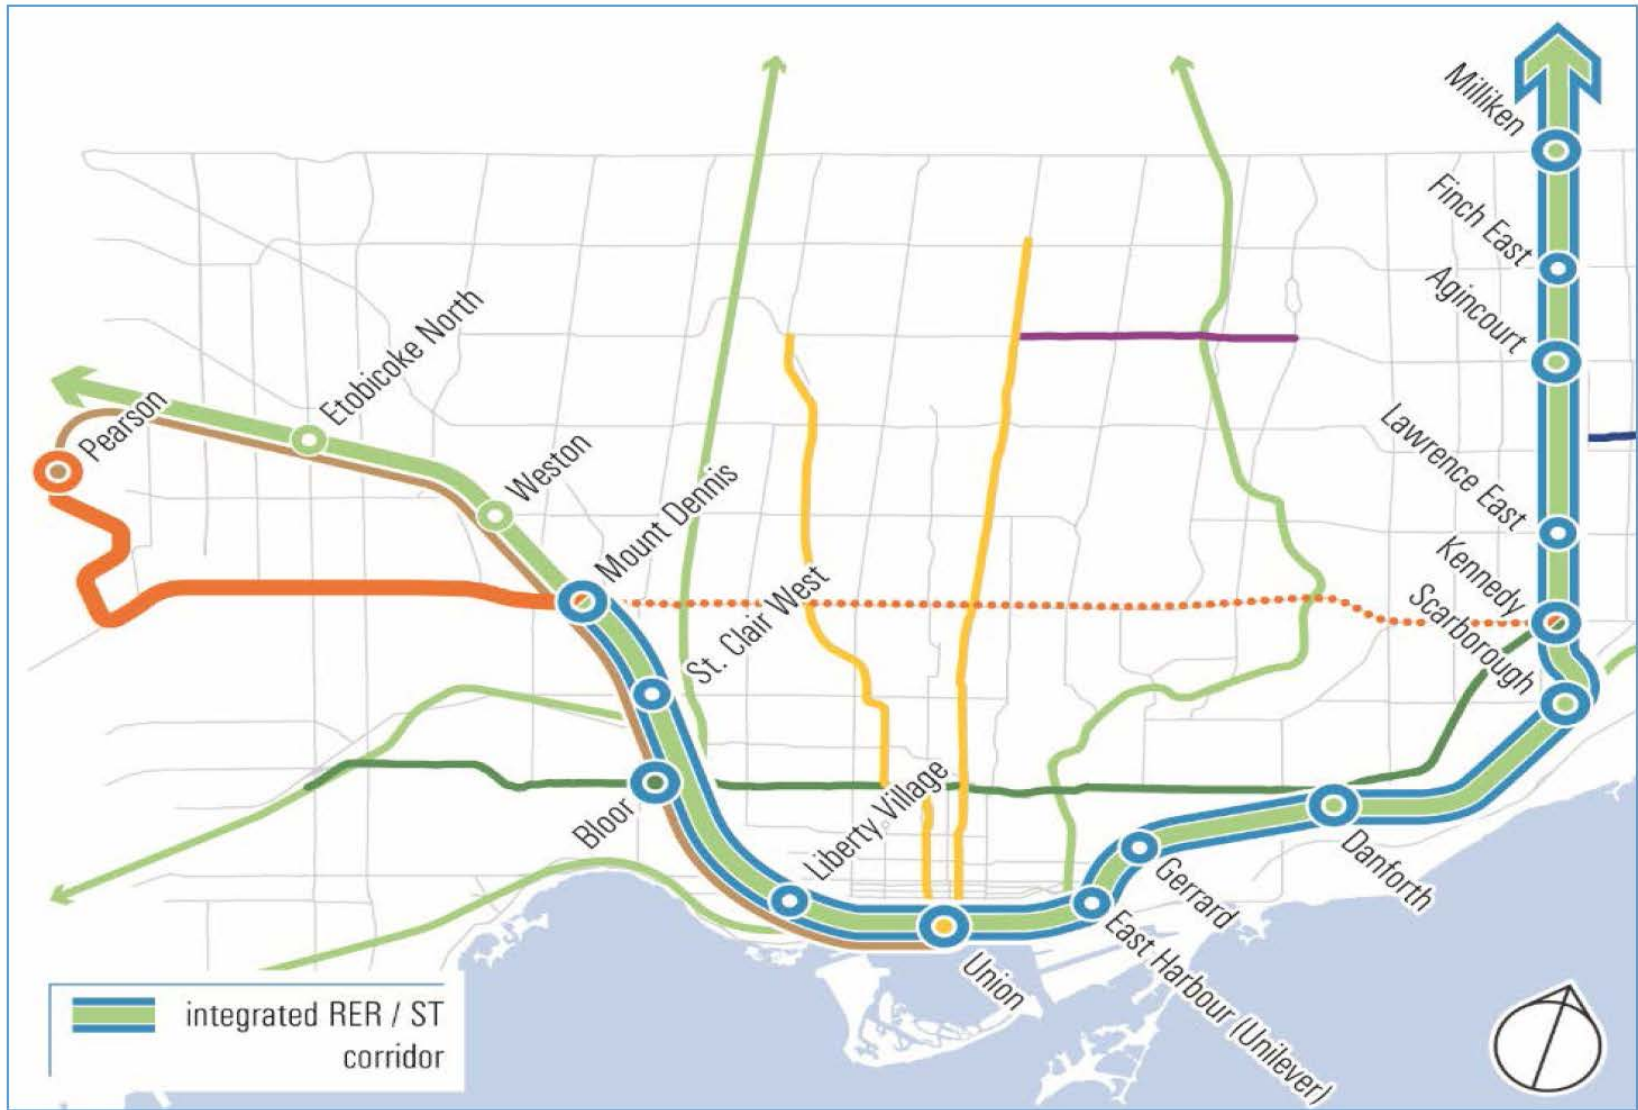 Milliken
Finch East
Agincourt
Lawrence East
Kennedy
Scarborough
Etobicoke North
Pearson
Weston
Mount Dennis
St. Clair West
Bloor
Liberty Village
Union
East Harbour (Unilever)
Gerrard
Danforth
integrated RER / ST
corridor